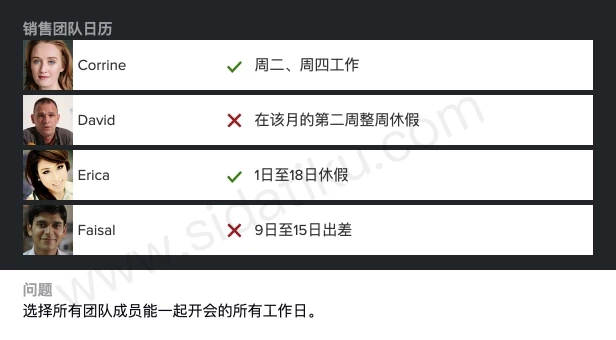 销售团队日历
Corrine
周二、周四工作
David
在该月的第二周整周休假
Erica
1日至18日休假
Faisal
9日至15日出差
www.sidatiku.com
问题
选择所有团队成员能一起开会的所有工作日。